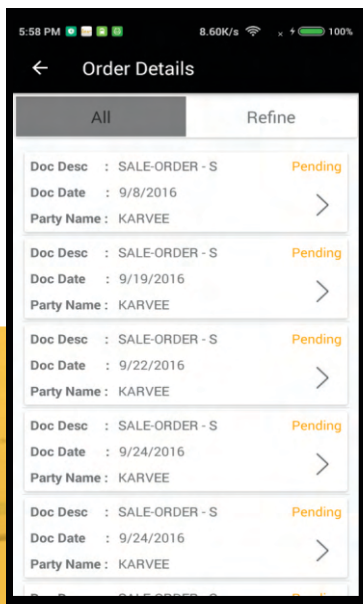 5:58 PM 8.60K/s 100%
Order Details
All Refine
Doc Desc : SALE-ORDER - S Pending
Doc Date : 9/8/2016
Party Name : KARVEE
Doc Desc : SALE-ORDER - S Pending
Doc Date : 9/19/2016
Party Name : KARVEE
Doc Desc : SALE-ORDER - S Pending
Doc Date : 9/22/2016
Party Name : KARVEE
Doc Desc : SALE-ORDER - S Pending
Doc Date : 9/24/2016
Party Name : KARVEE
Doc Desc : SALE-ORDER - S Pending
Doc Date : 9/24/2016
Party Name : KARVEE